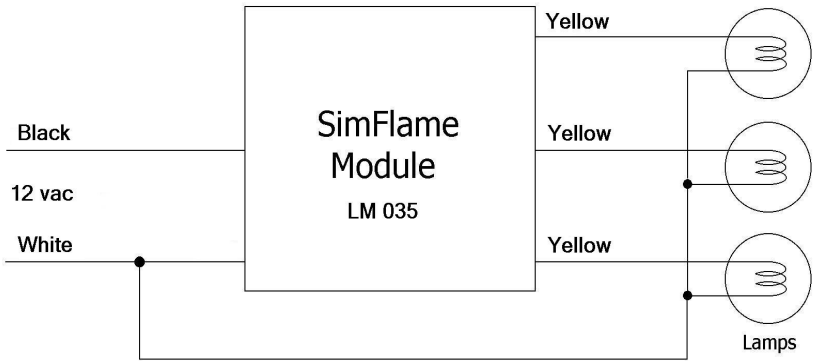 Yellow
SimFlame
Module
LM 035
Black
Yellow
12 vac
White
Yellow
Lamps